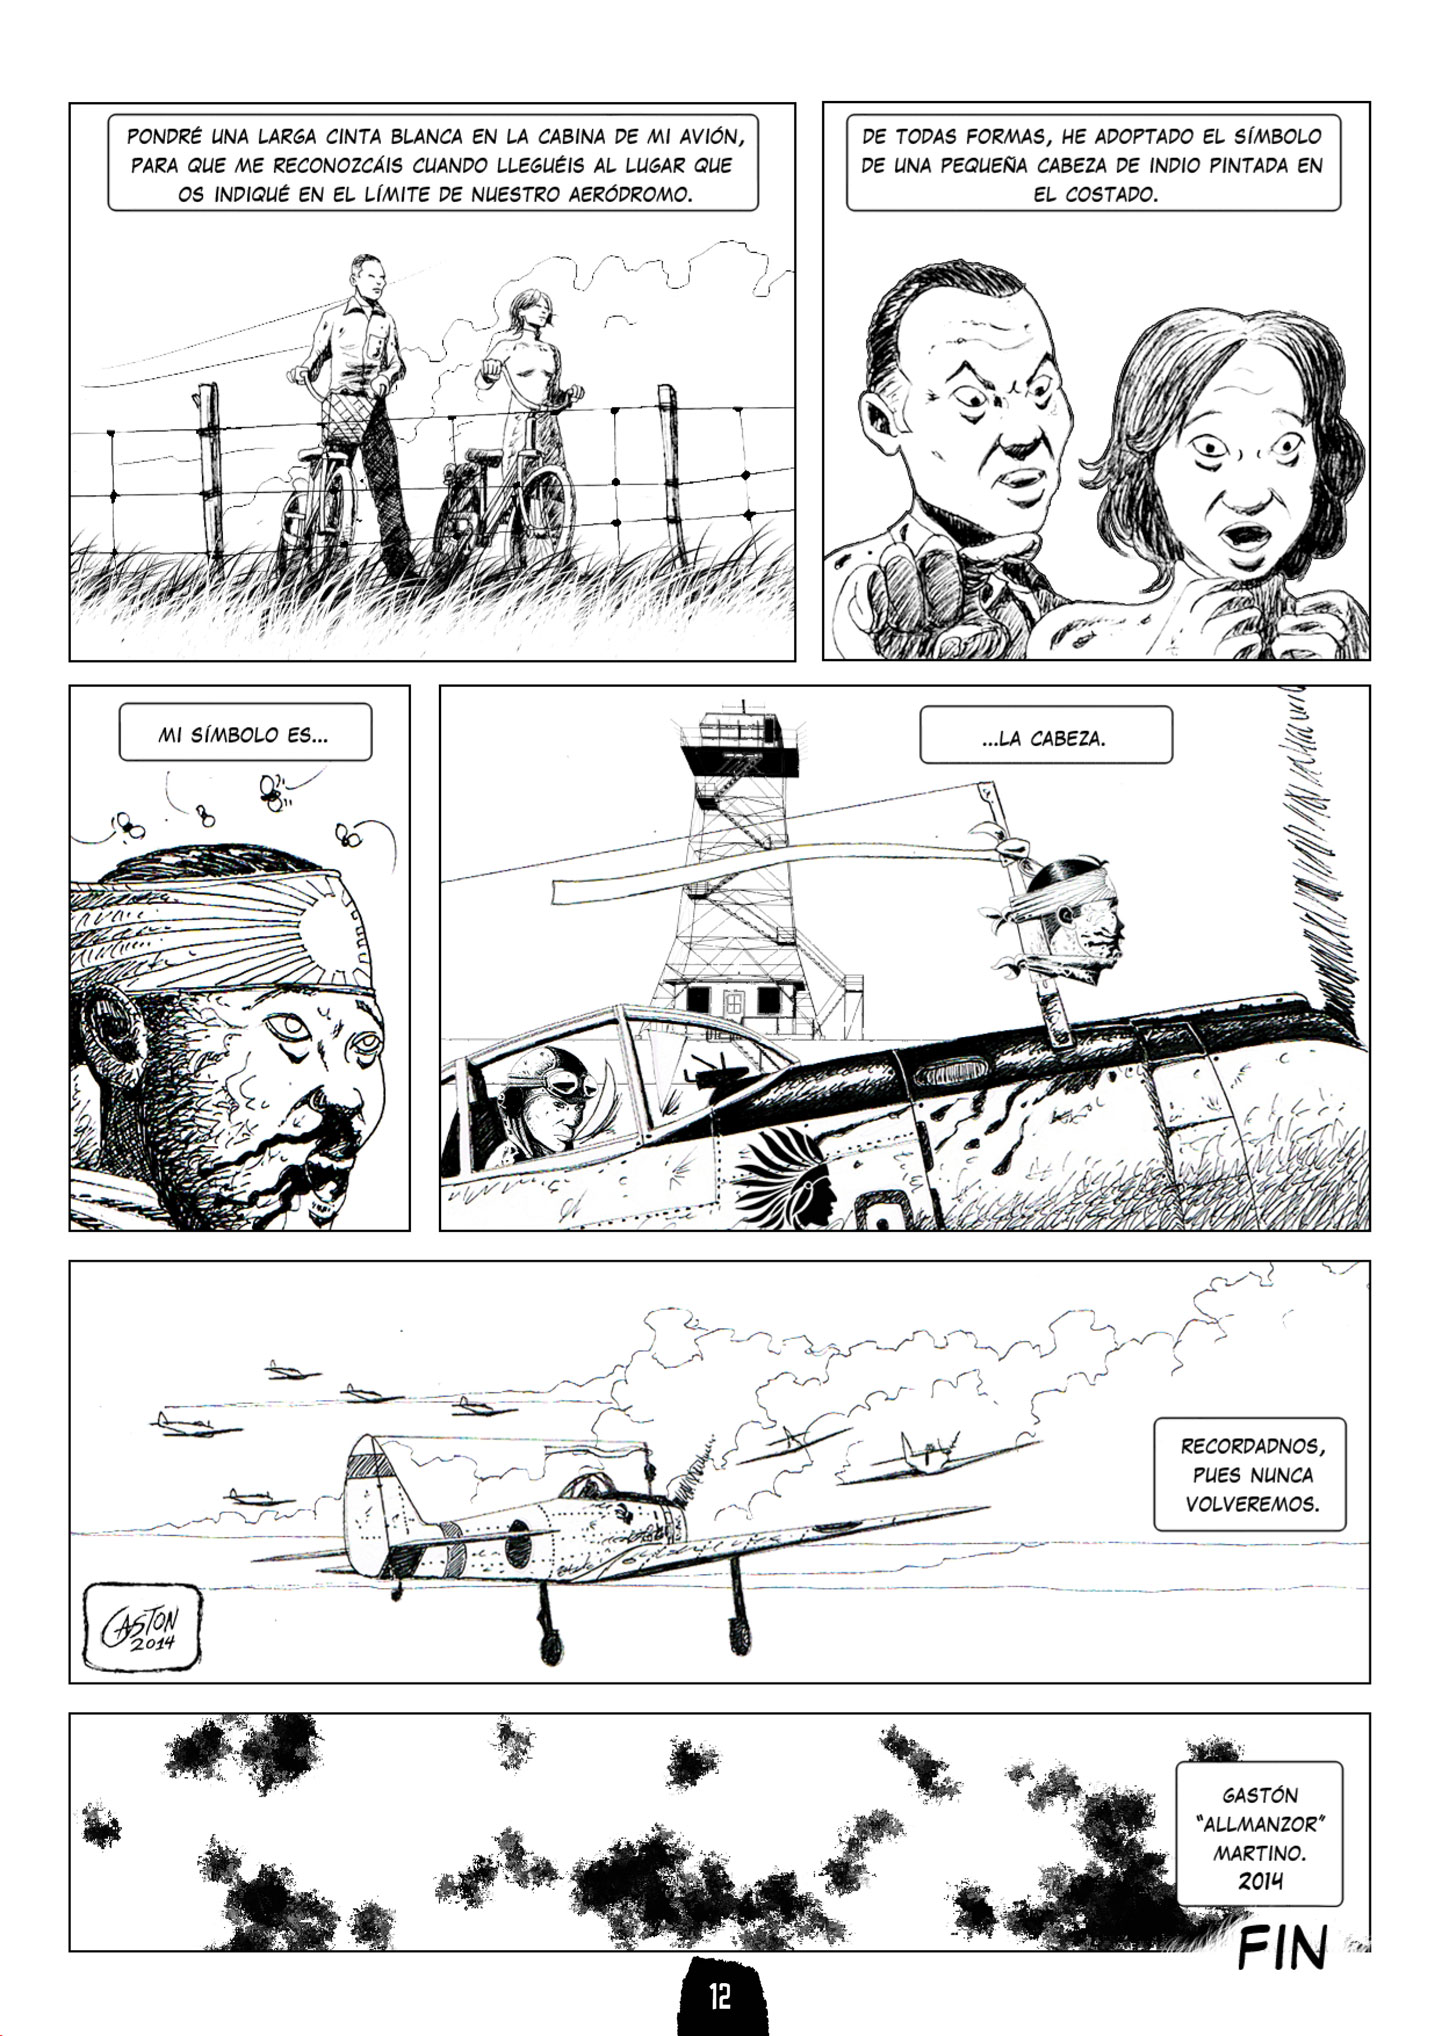 PONDRÉ UNA LARGA CINTA BLANCA EN LA CABINA DE MI AVIÓN,
PARA QUE ME RECONOZCÁIS CUANDO LLEGUÉIS AL LUGAR QUE
OS INDIQUÉ EN EL LÍMITE DE NUESTRO AERÓDROMO.
DE TODAS FORMAS, HE ADOPTADO EL SÍMBOLO
DE UNA PEQUEÑA CABEZA DE INDIO PINTADA EN
EL COSTADO.
MI SÍMBOLO ES...
...LA CABEZA.
RECORDADNOS,
PUES NUNCA
VOLVEREMOS.
GASTON
2014
GASTÓN
"ALLMANZOR"
MARTINO.
2014
FIN
12